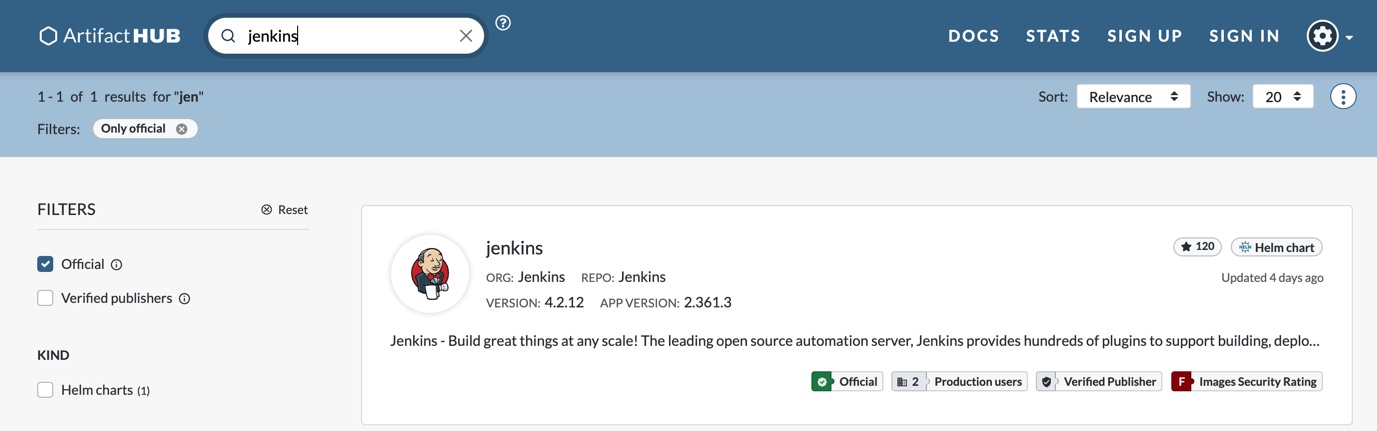 ArtifactHUB jenkins DOCS STATS SIGN UP SIGN IN
1 - 1 of 1 results for "jen" Sort: Relevance Show: 20
Filters: Only official
FILTERS Reset
Official
Verified publishers
KIND
Helm charts (1)
jenkins 120 HELM Helm chart
ORG: Jenkins REPO: Jenkins Updated 4 days ago
VERSION: 4.2.12 APP VERSION: 2.361.3
Jenkins - Build great things at any scale! The leading open source automation server, Jenkins provides hundreds of plugins to support building, deplo...
Official 2 Production users Verified Publisher F Images Security Rating